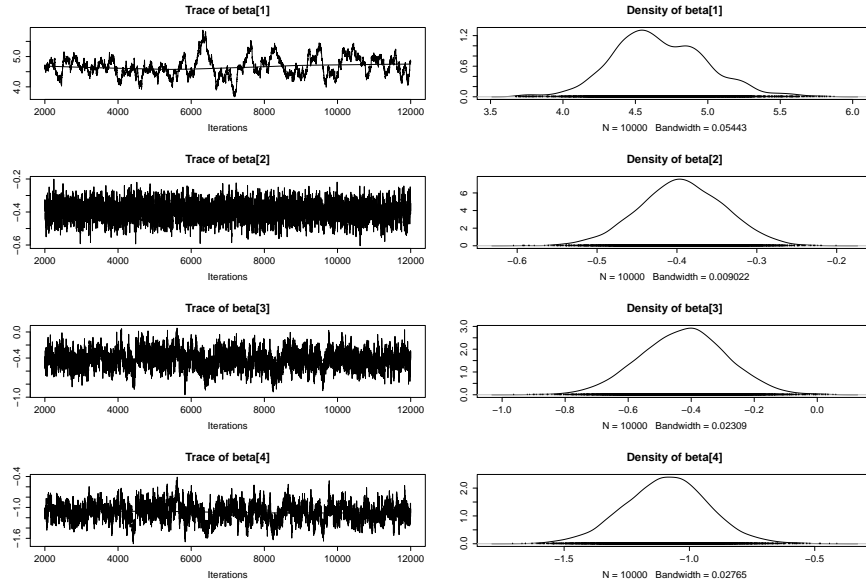 Trace of beta[1]
5.0
4.0
2000 4000 6000 8000 10000 12000
Iterations
Density of beta[1]
1.2
0.6
0.0
3.5 4.0 4.5 5.0 5.5 6.0
N = 10000 Bandwidth = 0.05443
Trace of beta[2]
−0.2
−0.4
−0.6
2000 4000 6000 8000 10000 12000
Iterations
Density of beta[2]
6
4
2
0
−0.6 −0.5 −0.4 −0.3 −0.2
N = 10000 Bandwidth = 0.009022
Trace of beta[3]
0.0
−0.4
−1.0
2000 4000 6000 8000 10000 12000
Iterations
Density of beta[3]
3.0
2.0
1.0
0.0
−1.0 −0.8 −0.6 −0.4 −0.2 0.0
N = 10000 Bandwidth = 0.02309
Trace of beta[4]
−0.4
−1.0
−1.6
2000 4000 6000 8000 10000 12000
Iterations
Density of beta[4]
2.0
1.0
0.0
−1.5 −1.0 −0.5
N = 10000 Bandwidth = 0.02765